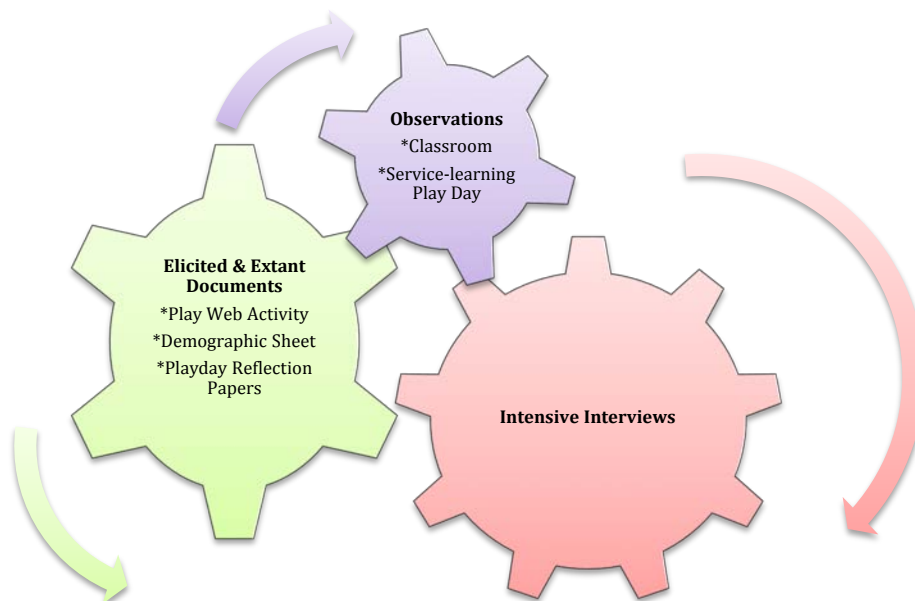 Observations
*Classroom
*Service-learning
Play Day
Elicited & Extant
Documents
*Play Web Activity
*Demographic Sheet
*Playday Reflection
Papers
Intensive Interviews